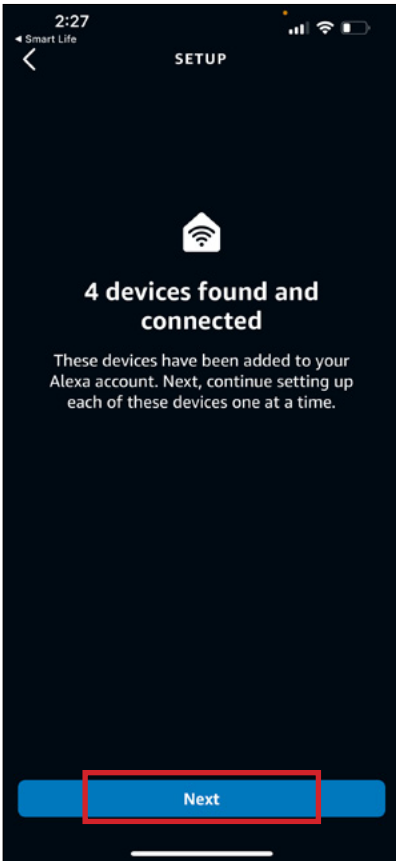 2:27
◀ Smart Life
SETUP
4 devices found and
connected
These devices have been added to your
Alexa account. Next, continue setting up
each of these devices one at a time.
Next